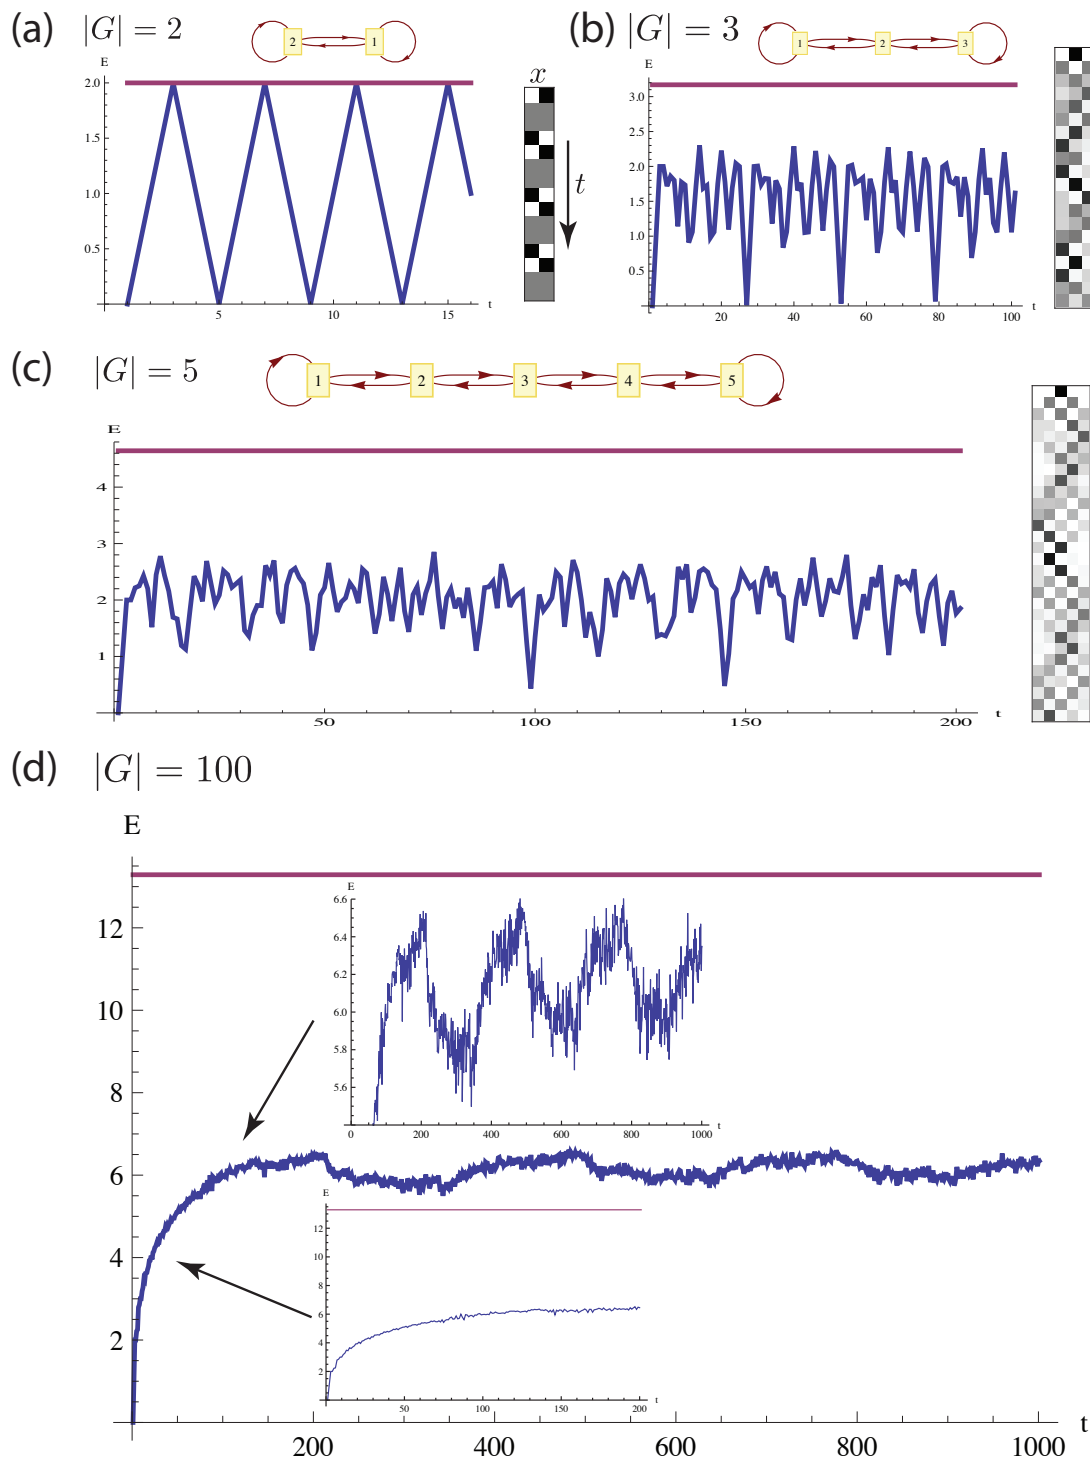 (a) |G| = 2
2 1
E
2.0
1.5
1.0
0.5
5 10 15 t
x
t
(b) |G| = 3
1 2 3
E
3.0
2.5
2.0
1.5
1.0
0.5
20 40 60 80 100 t
(c) |G| = 5
1 2 3 4 5
E
4
3
2
1
50 100 150 200 t
(d) |G| = 100
E
12
10
8
6
4
2
200 400 600 800 1000 t
E
6.6
6.4
6.2
6.0
5.8
5.6
0 200 400 600 800 1000 t
E
12
10
8
6
4
2
50 100 150 200 t